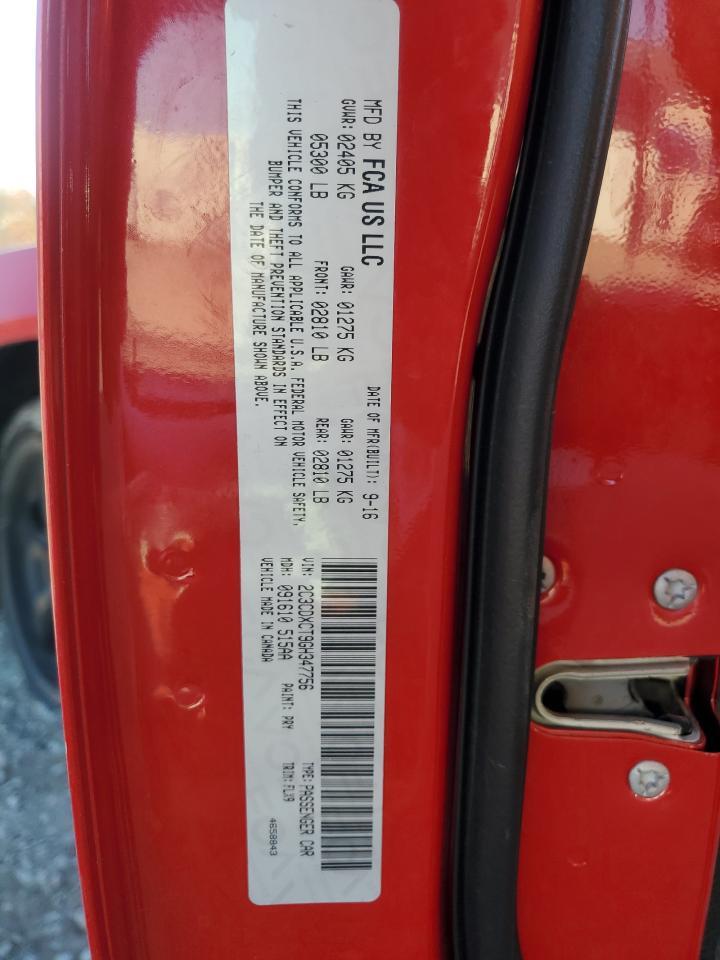 MFD BY FCA US LLC DATE OF MFR(BUILT): 9-16
GVWR: 02405 KG GAWR: 01275 KG GAWR: 01275 KG
05300 LB FRONT: 02810 LB REAR: 02810 LB
THIS VEHICLE CONFORMS TO ALL APPLICABLE U.S.A. FEDERAL MOTOR VEHICLE SAFETY,
BUMPER AND THEFT PREVENTION STANDARDS IN EFFECT ON
THE DATE OF MANUFACTURE SHOWN ABOVE.
VIN: 2C3CDXCT9GH347756 TYPE: PASSENGER CAR
MDH: 091610 515AA PAINT: PRY TRIM: FLX9
VEHICLE MADE IN CANADA 4658843